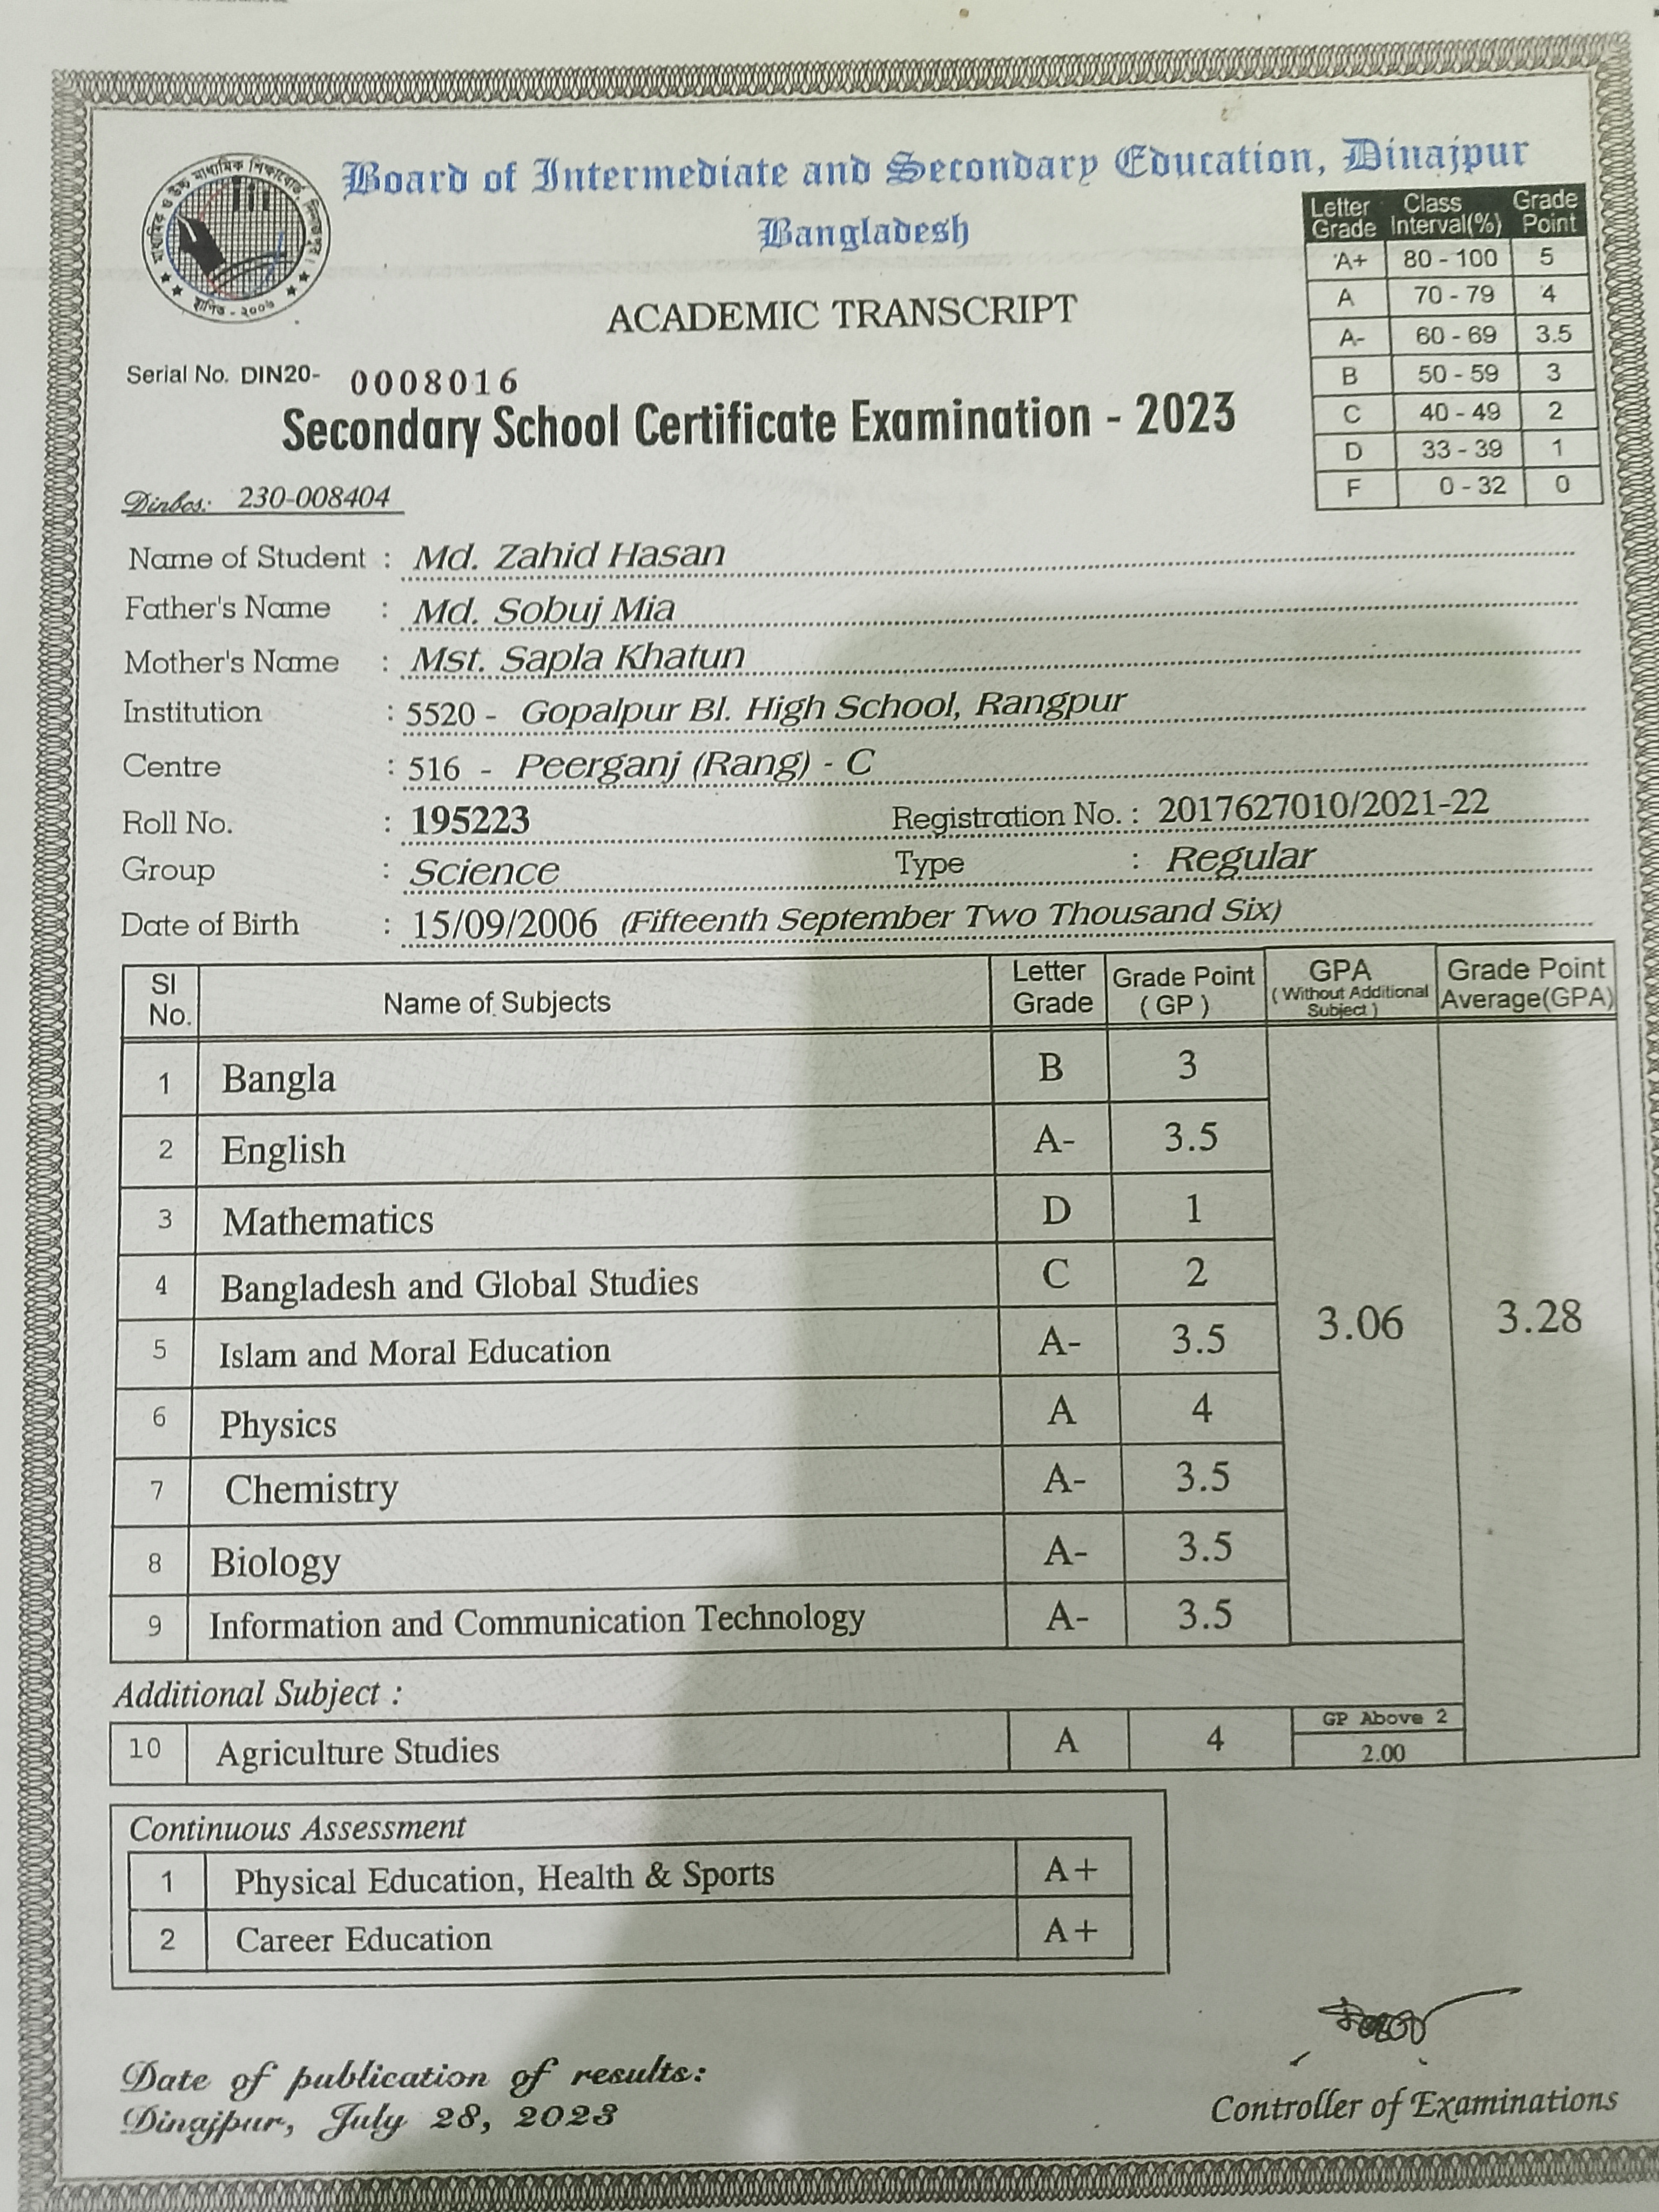 মাধ্যমিক ও উচ্চ মাধ্যমিক শিক্ষাবোর্ড, দিনাজপুর।
স্থাপিত - ২০০৬
Board of Intermediate and Secondary Education, Dinajpur
Bangladesh
ACADEMIC TRANSCRIPT
Letter Grade Class Interval(%) Grade Point
A+ 80 - 100 5
A 70 - 79 4
A- 60 - 69 3.5
B 50 - 59 3
C 40 - 49 2
D 33 - 39 1
F 0 - 32 0
Serial No. DIN20- 0008016
Secondary School Certificate Examination - 2023
Dinbos: 230-008404
Name of Student : Md. Zahid Hasan
Father's Name : Md. Sobuj Mia
Mother's Name : Mst. Sapla Khatun
Institution : 5520 - Gopalpur Bl. High School, Rangpur
Centre : 516 - Peerganj (Rang) - C
Roll No. : 195223 Registration No. : 2017627010/2021-22
Group : Science Type : Regular
Date of Birth : 15/09/2006 (Fifteenth September Two Thousand Six)
Sl No. Name of Subjects Letter Grade Grade Point (GP) GPA (Without Additional Subject) Grade Point Average(GPA)
1 Bangla B 3
2 English A- 3.5
3 Mathematics D 1
4 Bangladesh and Global Studies C 2
5 Islam and Moral Education A- 3.5 3.06 3.28
6 Physics A 4
7 Chemistry A- 3.5
8 Biology A- 3.5
9 Information and Communication Technology A- 3.5
Additional Subject :
GP Above 2
10 Agriculture Studies A 4 2.00
Continuous Assessment
1 Physical Education, Health & Sports A+
2 Career Education A+
Date of publication of results:
Dinajpur, July 28, 2023
Controller of Examinations